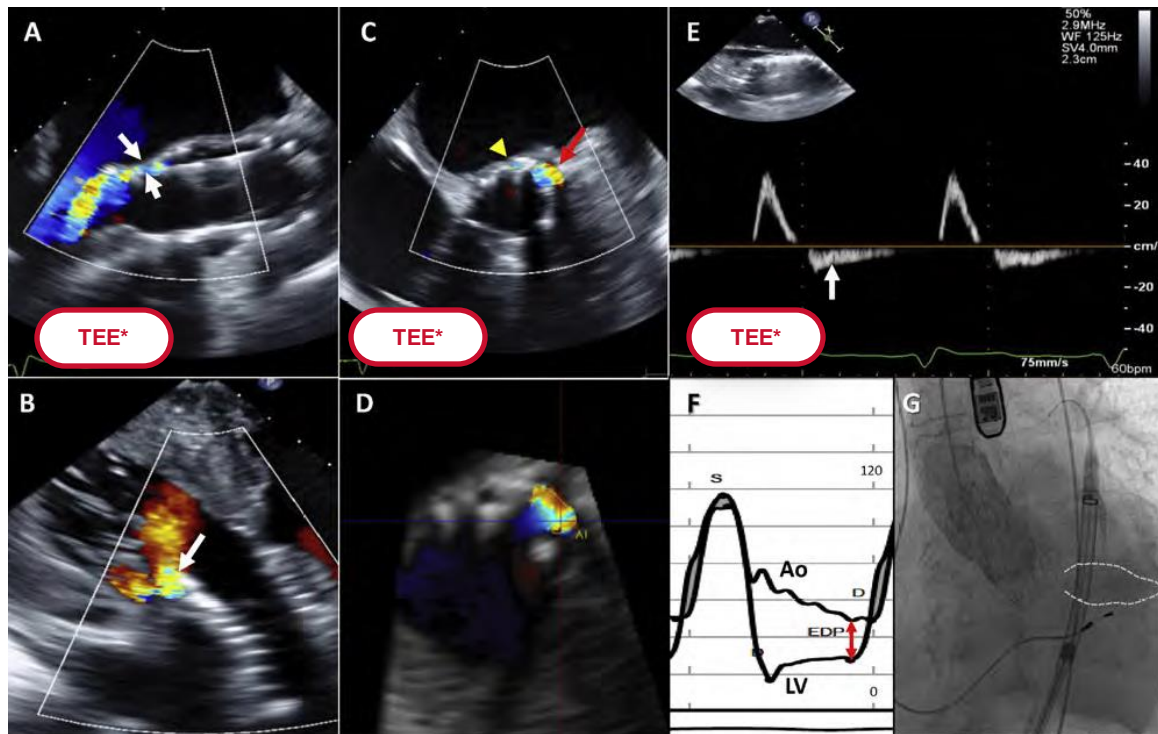 A
TEE*
C
TEE*
E
50%
2.9MHz
WF 125Hz
SV4.0mm
2.3cm
40
20
cm/
-20
-40
TEE*
75mm/s
60bpm
B
D
A1
F
S
120
Ao
D
EDP
D
LV
0
G